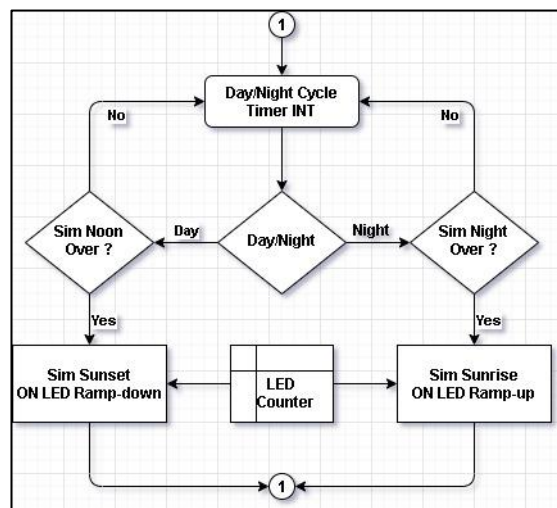 1
Day/Night Cycle
Timer INT
No
No
Sim Noon
Over ?
Day
Day/Night
Night
Sim Night
Over ?
Yes
Yes
Sim Sunset
ON LED Ramp-down
LED
Counter
Sim Sunrise
ON LED Ramp-up
1